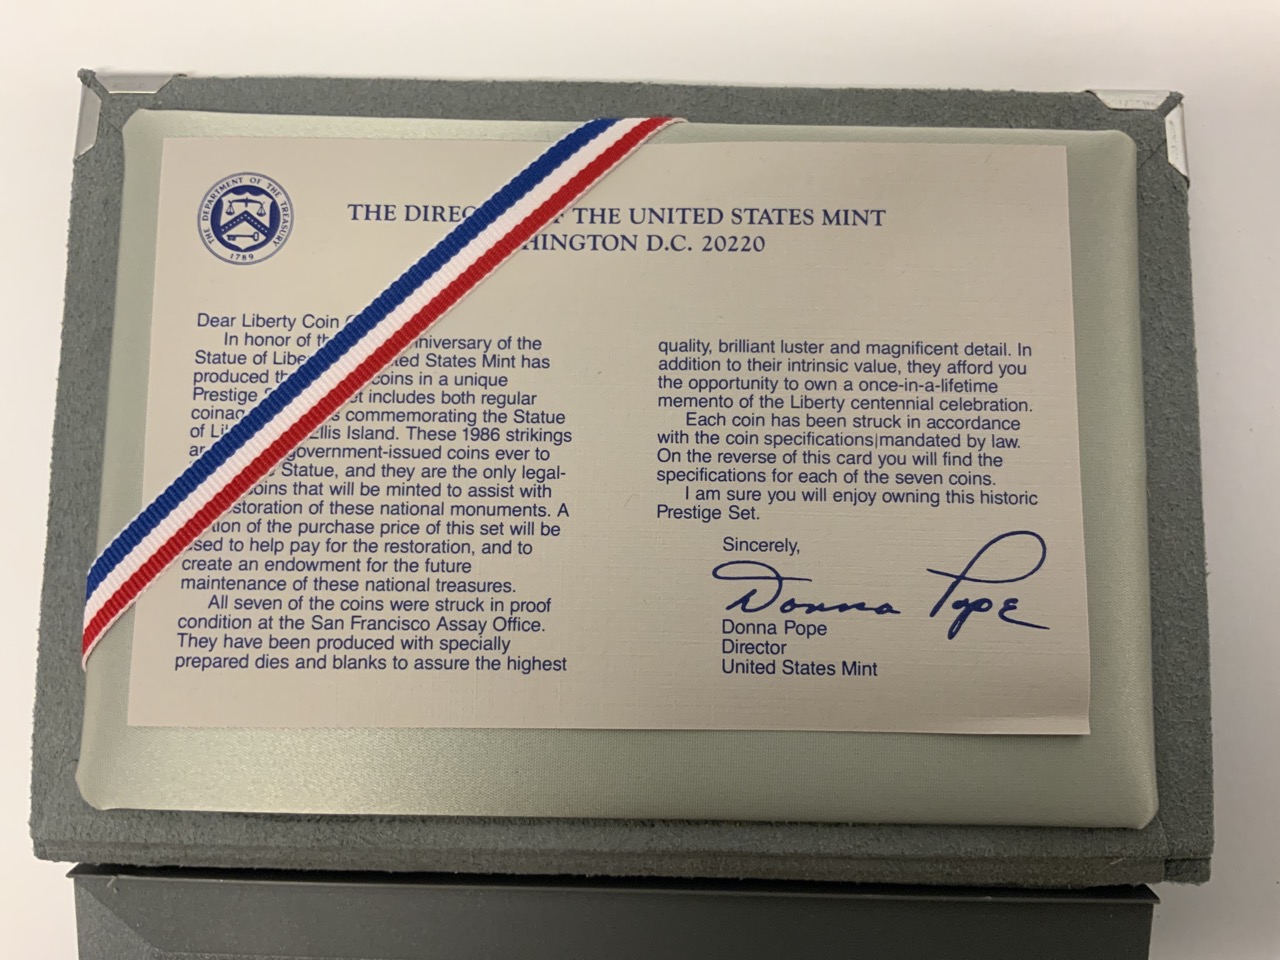 THE DEPARTMENT OF THE TREASURY
1789
THE DIREC F THE UNITED STATES MINT
HINGTON D.C. 20220
Dear Liberty Coin
In honor of th niversary of the
Statue of Libe ted States Mint has
produced th coins in a unique
Prestige et includes both regular
coinag s commemorating the Statue
of Li Ellis Island. These 1986 strikings
ar government-issued coins ever to
Statue, and they are the only legal-
oins that will be minted to assist with
storation of these national monuments. A
tion of the purchase price of this set will be
sed to help pay for the restoration, and to
create an endowment for the future
maintenance of these national treasures.
All seven of the coins were struck in proof
condition at the San Francisco Assay Office.
They have been produced with specially
prepared dies and blanks to assure the highest
quality, brilliant luster and magnificent detail. In
addition to their intrinsic value, they afford you
the opportunity to own a once-in-a-lifetime
memento of the Liberty centennial celebration.
Each coin has been struck in accordance
with the coin specifications mandated by law.
On the reverse of this card you will find the
specifications for each of the seven coins.
I am sure you will enjoy owning this historic
Prestige Set.
Sincerely,
Donna Pope
Donna Pope
Director
United States Mint